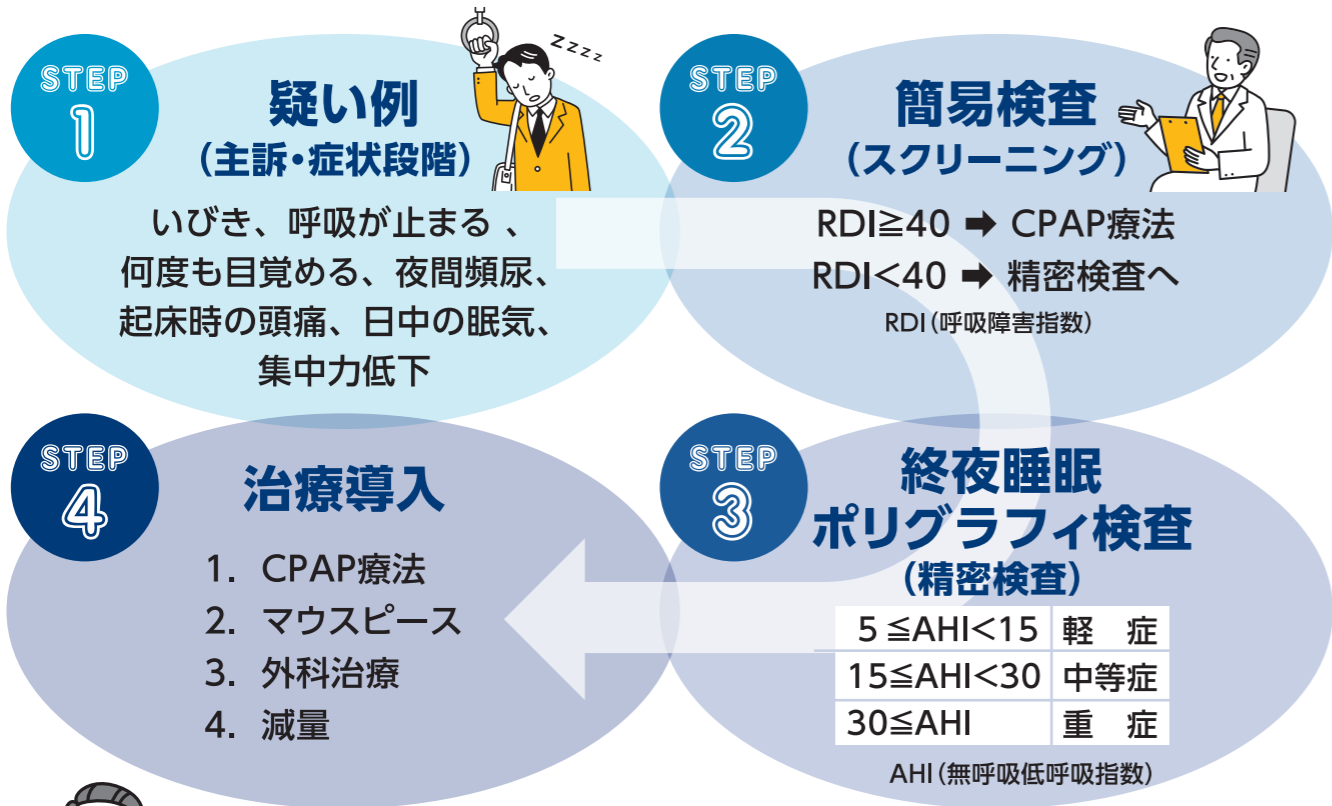 STEP
1
疑い例
(主訴・症状段階)
zzzz
いびき、呼吸が止まる 、
何度も目覚める、夜間頻尿、
起床時の頭痛、日中の眠気、
集中力低下
STEP
2
簡易検査
(スクリーニング)
RDI≧40 ➡ CPAP療法
RDI<40 ➡ 精密検査へ
RDI(呼吸障害指数)
STEP
3
終夜睡眠
ポリグラフィ検査
(精密検査)
5≦AHI<15 軽 症
15≦AHI<30 中等症
30≦AHI 重 症
AHI(無呼吸低呼吸指数)
STEP
4
治療導入
1. CPAP療法
2. マウスピース
3. 外科治療
4. 減量